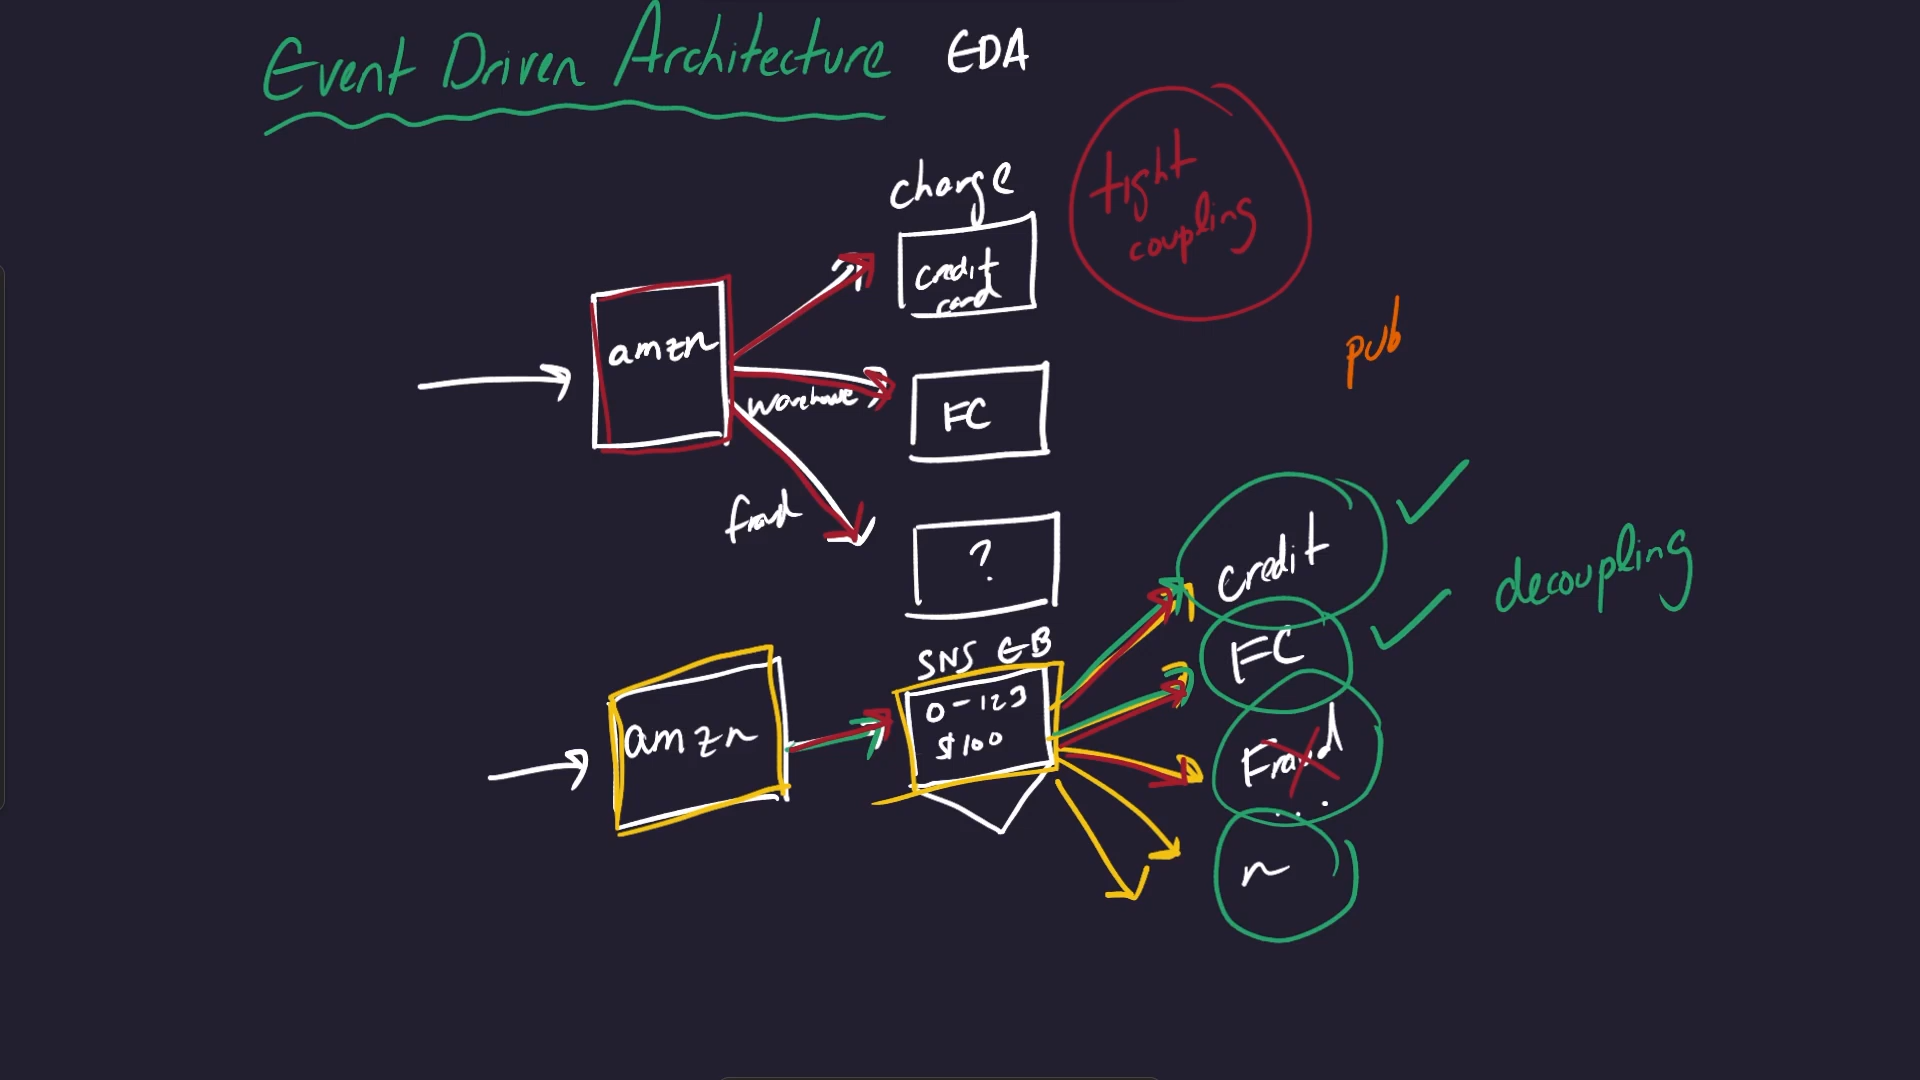 Event Driven Architecture EDA
charge
tight
coupling
credit
card
amzn
pub
warehouse
FC
fraud
?
credit
decoupling
SNS EB
FC
0-123
$100
amzn
Fraud
n